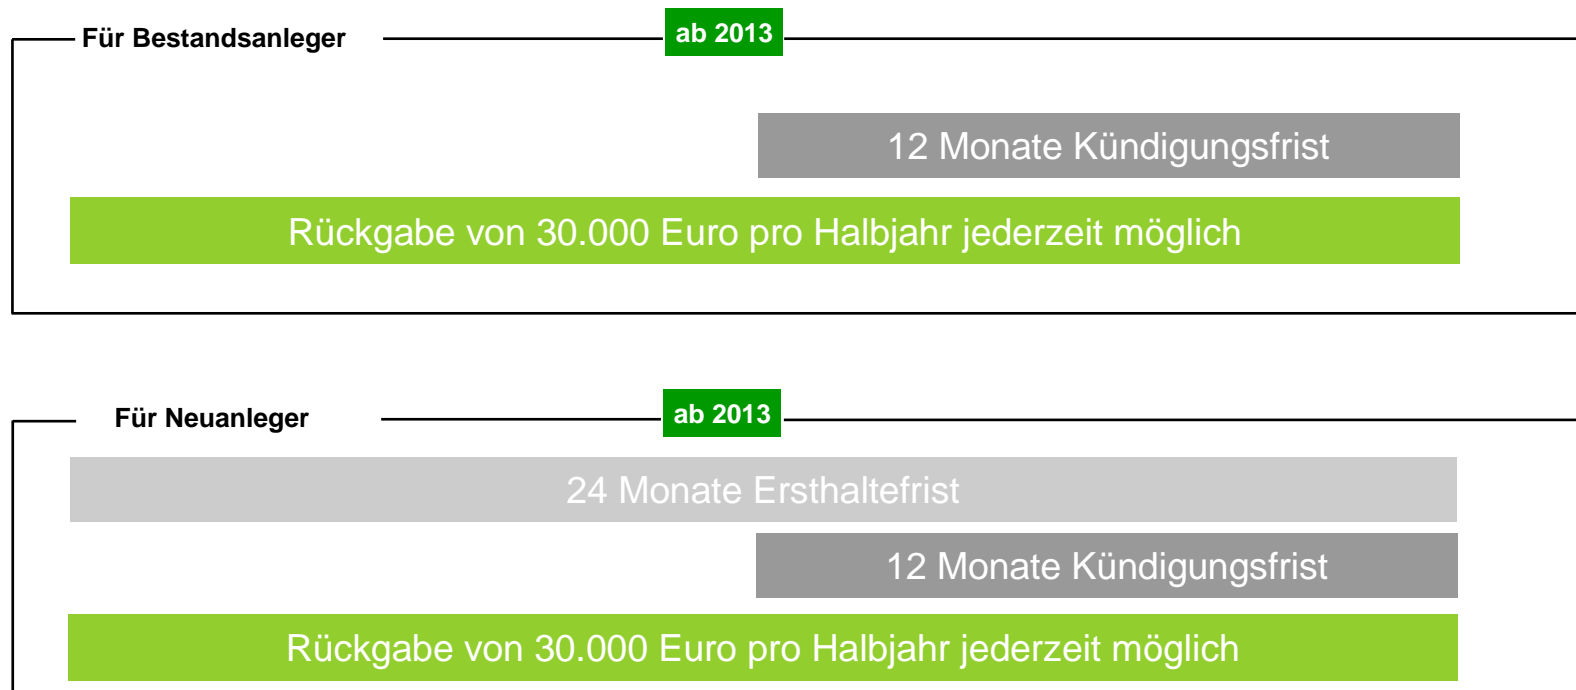 Für Bestandsanleger
ab 2013
12 Monate Kündigungsfrist
Rückgabe von 30.000 Euro pro Halbjahr jederzeit möglich
Für Neuanleger
ab 2013
24 Monate Ersthaltefrist
12 Monate Kündigungsfrist
Rückgabe von 30.000 Euro pro Halbjahr jederzeit möglich